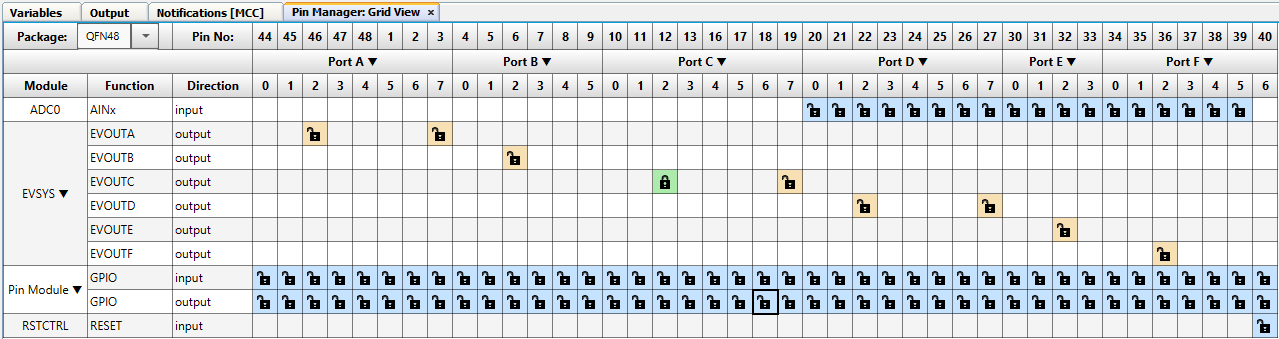 Variables Output Notifications [MCC] Pin Manager: Grid View ×
Package: QFN48 Pin No: 44 45 46 47 48 1 2 3 4 5 6 7 8 9 10 11 12 13 14 15 18 19 20 21 22 23 24 25 26 27 30 31 32 33 34 35 36 37 38 39 40
Port A ▼ Port B ▼ Port C ▼ Port D ▼ Port E ▼ Port F ▼
Module Function Direction 0 1 2 3 4 5 6 7 0 1 2 3 4 5 0 1 2 3 4 5 6 7 0 1 2 3 4 5 6 7 0 1 2 3 0 1 2 3 4 5 6
ADC0 AINx input
EVSYS ▼
EVOUTA output
EVOUTB output
EVOUTC output
EVOUTD output
EVOUTE output
EVOUTF output
Pin Module ▼
GPIO input
GPIO output
RSTCTRL RESET input